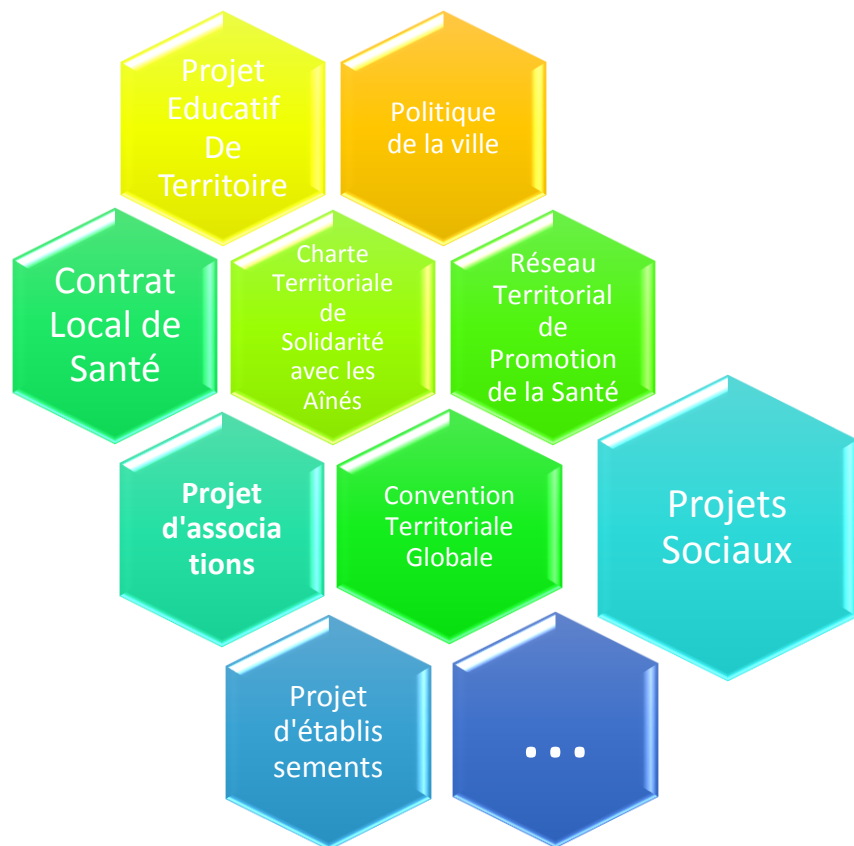 Projet
Educatif
De
Territoire
Politique
de la ville
Contrat
Local de
Santé
Charte
Territoriale
de
Solidarité
avec les
Aînés
Réseau
Territorial
de
Promotion
de la Santé
Projet
d'associa
tions
Convention
Territoriale
Globale
Projets
Sociaux
Projet
d'établis
sements
...